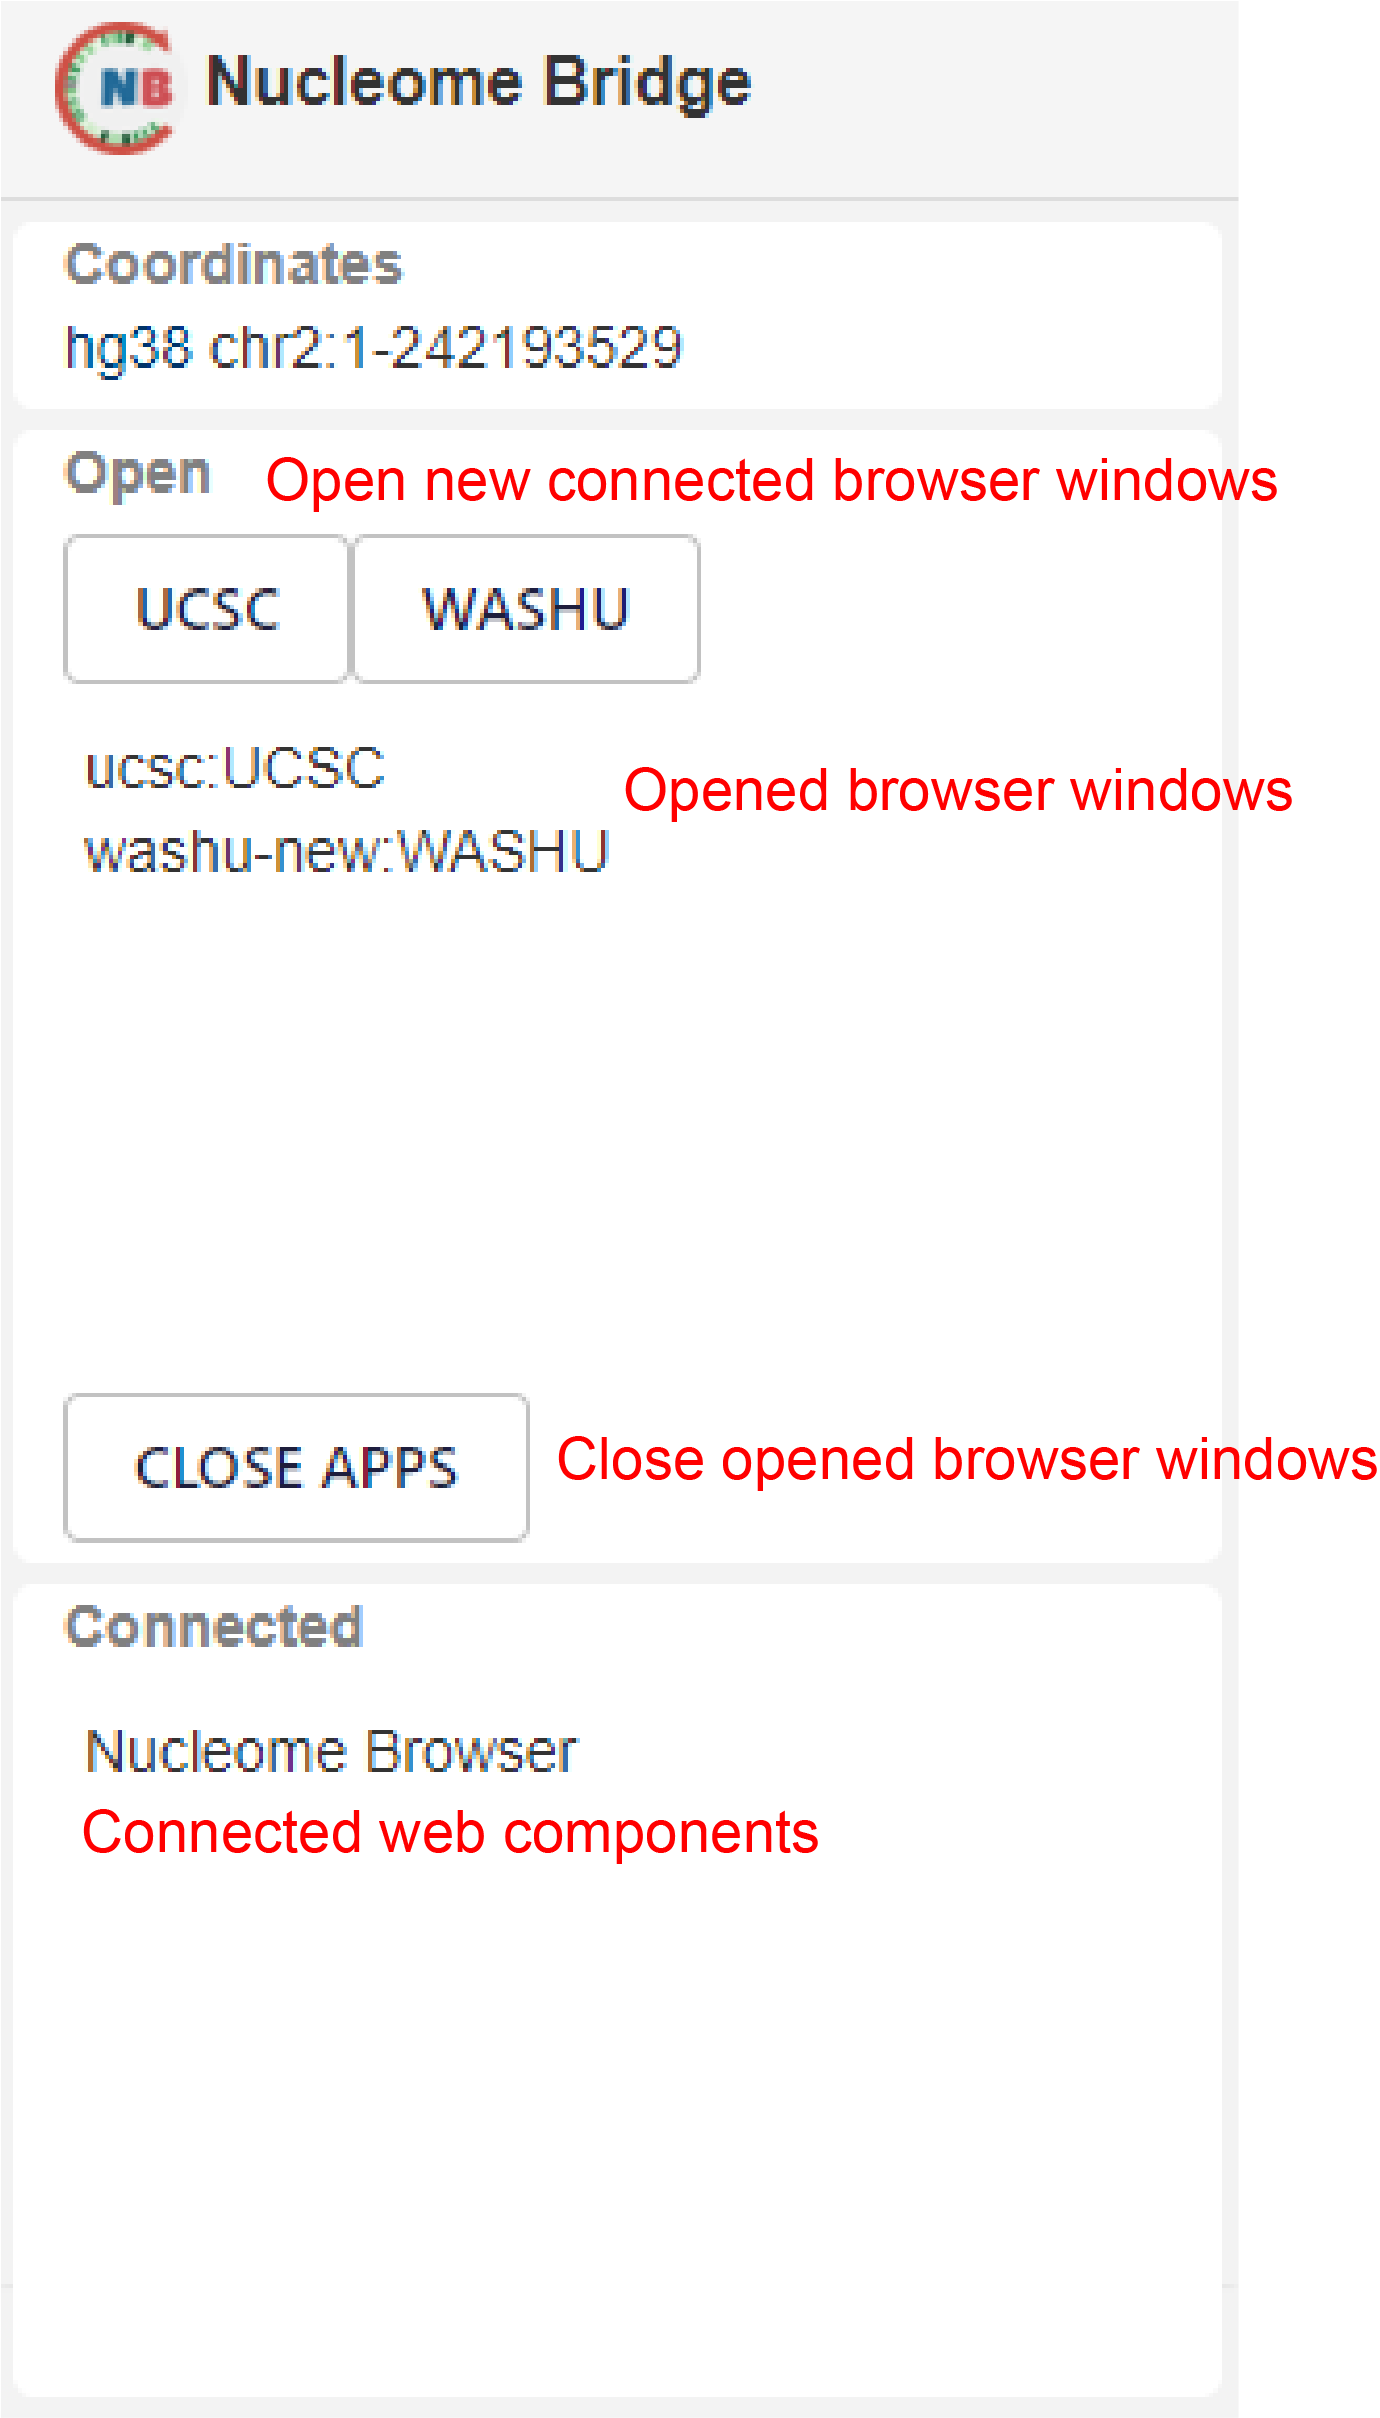 NB Nucleome Bridge
Coordinates
hg38 chr2:1-242193529
Open Open new connected browser windows
UCSC WASHU
ucsc:UCSC
Opened browser windows
washu-new:WASHU
CLOSE APPS Close opened browser windows
Connected
Nucleome Browser
Connected web components